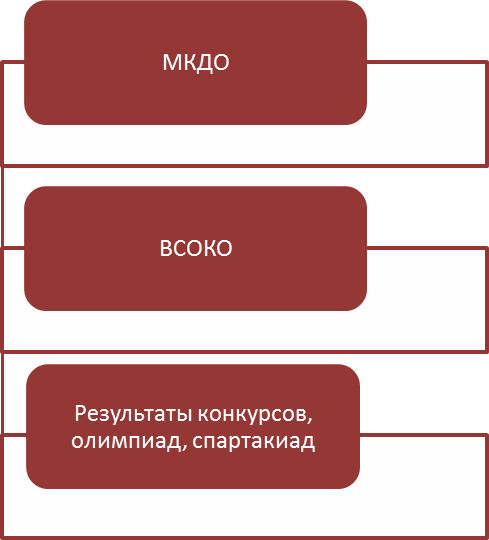 МКДО
ВСОКО
Результаты конкурсов,
олимпиад, спартакиад